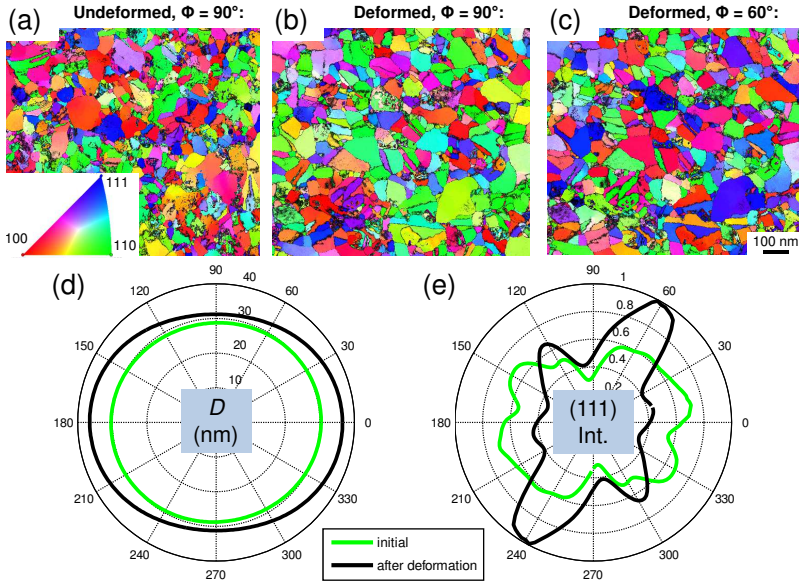 Undeformed, Φ = 90°:
Deformed, Φ = 90°:
Deformed, Φ = 60°:
(a)
(b)
(c)
111
100
110
100 nm
(d)
(e)
90
40
120
60
30
150
30
20
10
180
0
D
(nm)
210
330
240
300
270
90
1
120
60
0.8
0.6
150
30
0.4
0.2
180
0
(111)
Int.
210
330
240
300
270
initial
after deformation